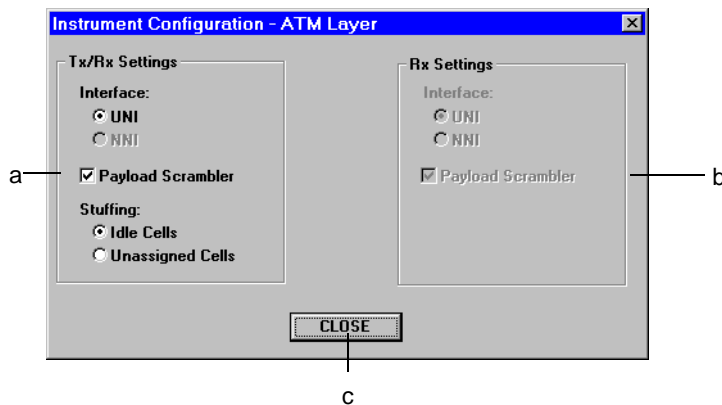 Instrument Configuration - ATM Layer
Tx/Rx Settings
Interface:
UNI
NNI
Payload Scrambler
Stuffing:
Idle Cells
Unassigned Cells
Rx Settings
Interface:
UNI
NNI
Payload Scrambler
CLOSE
a
b
c